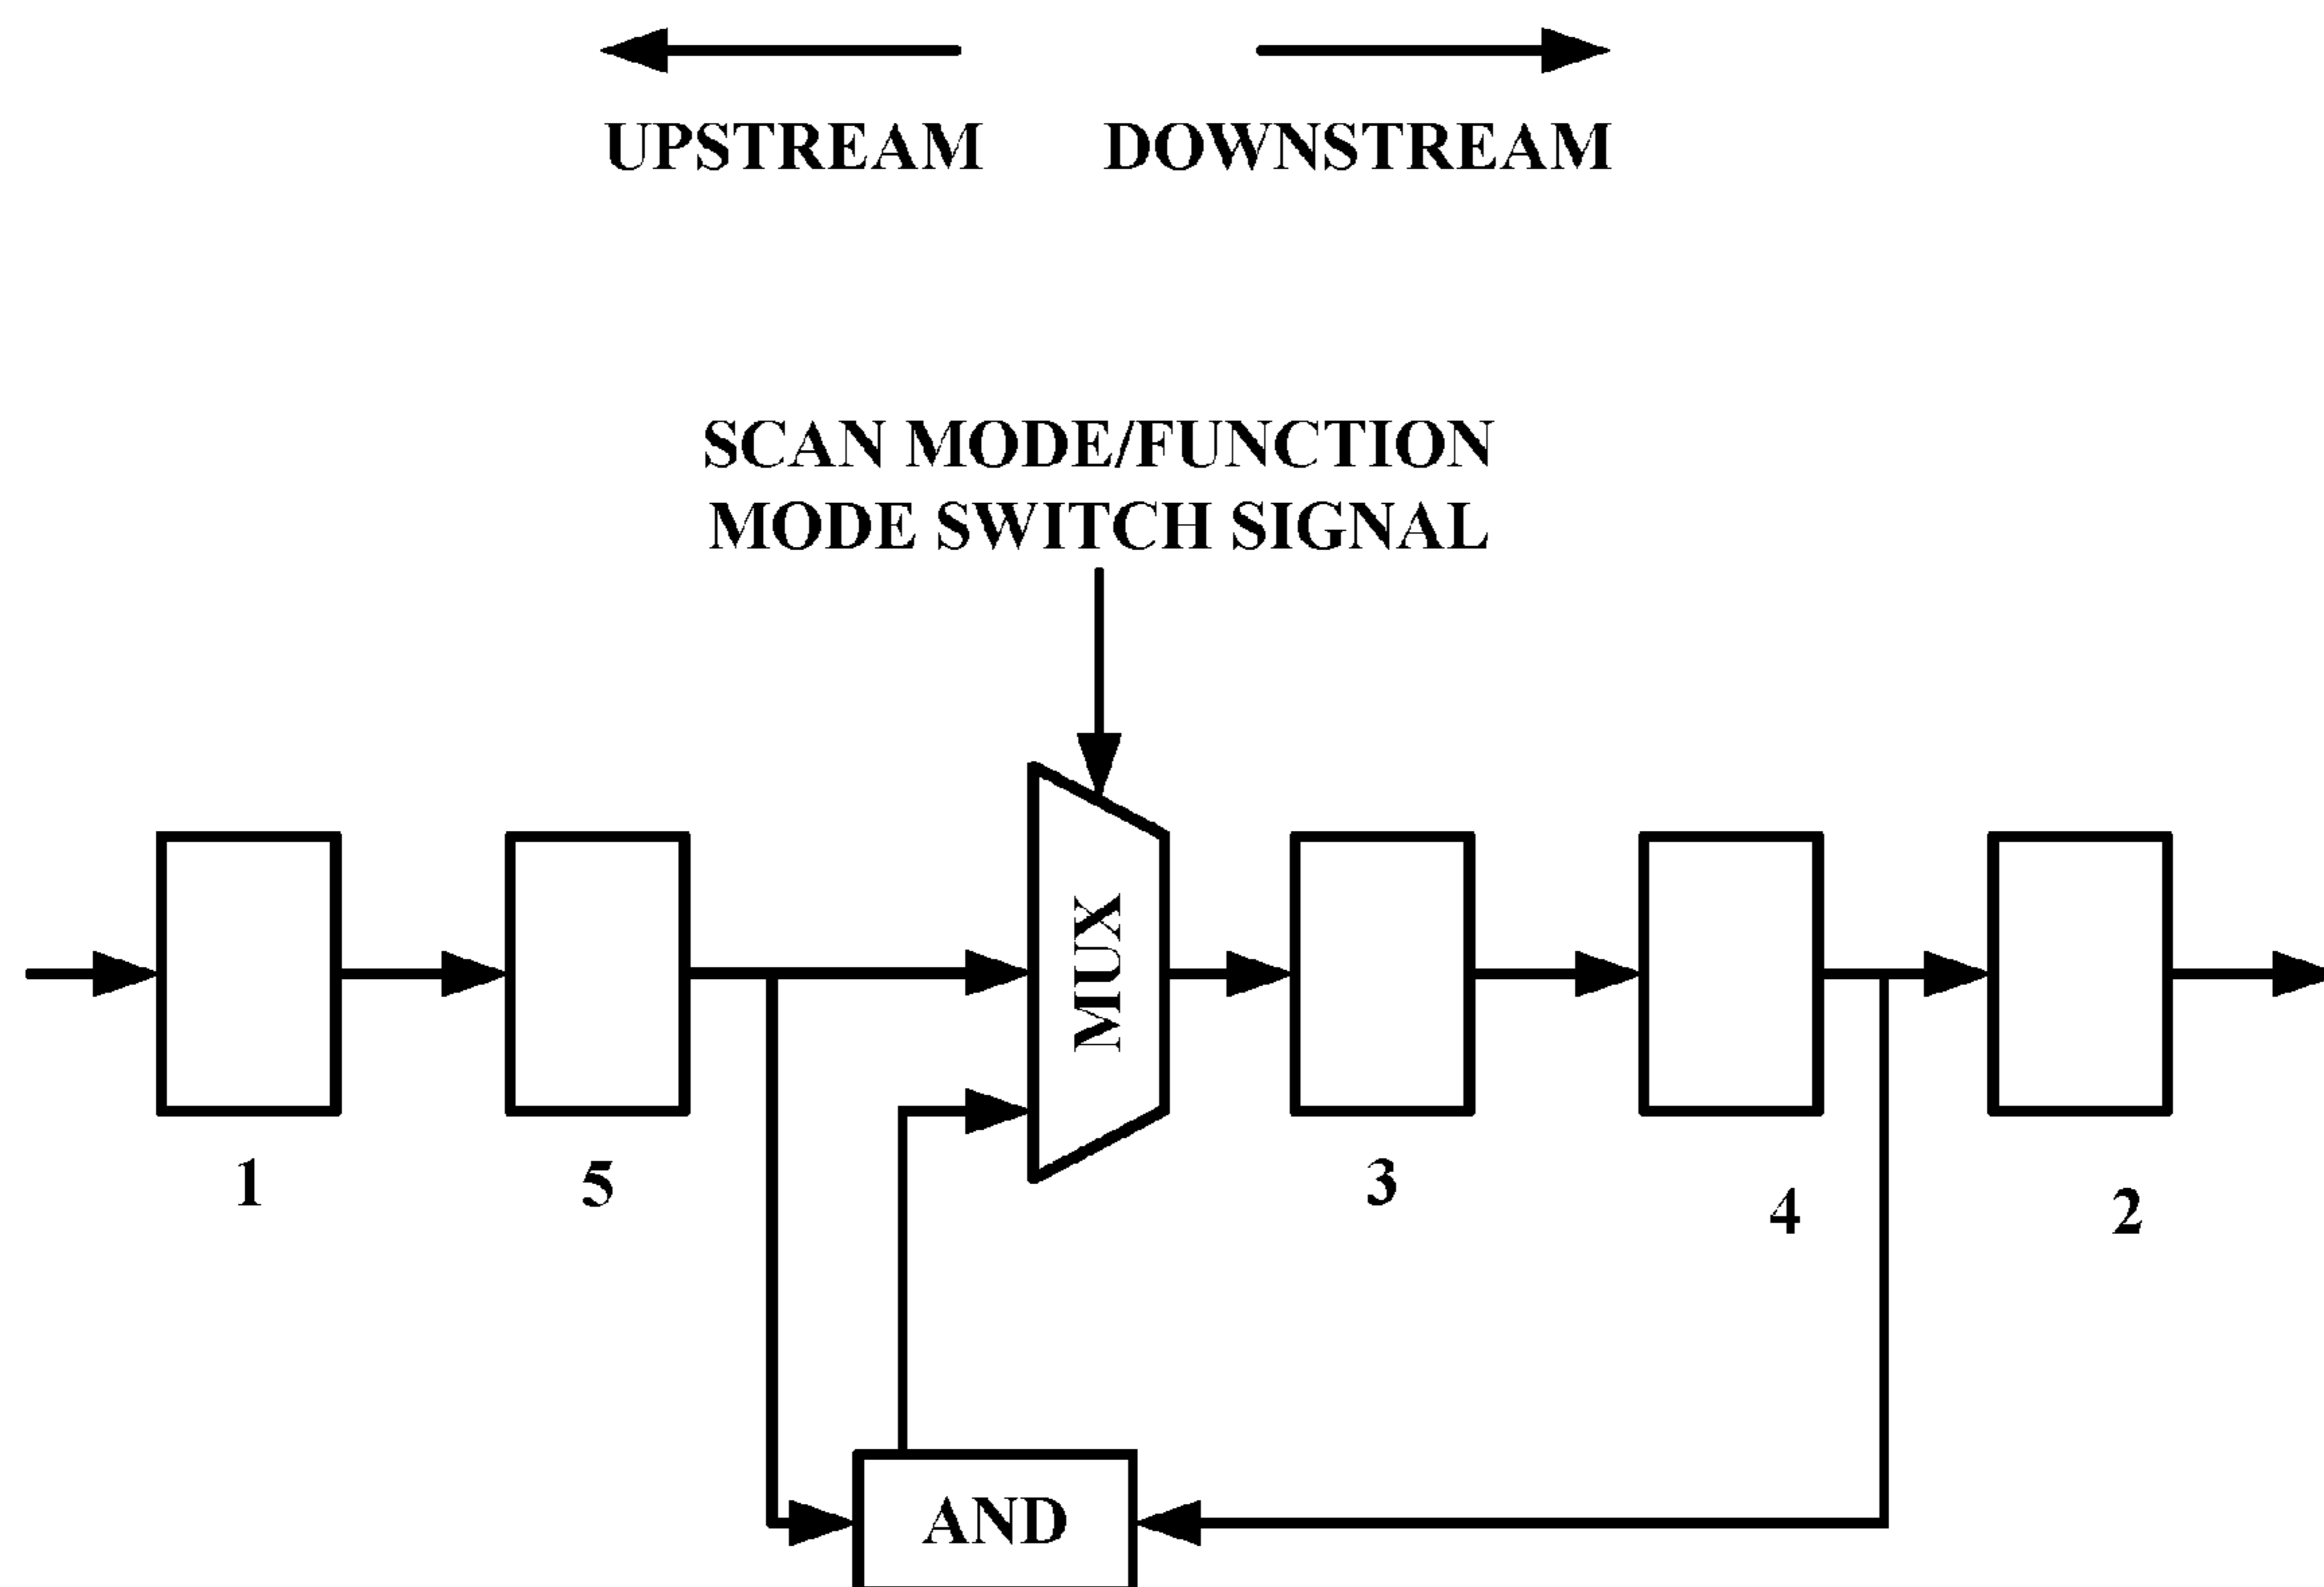 UPSTREAM DOWNSTREAM
SCAN MODE/FUNCTION
MODE SWITCH SIGNAL
MUX
1 5 3 4 2
AND